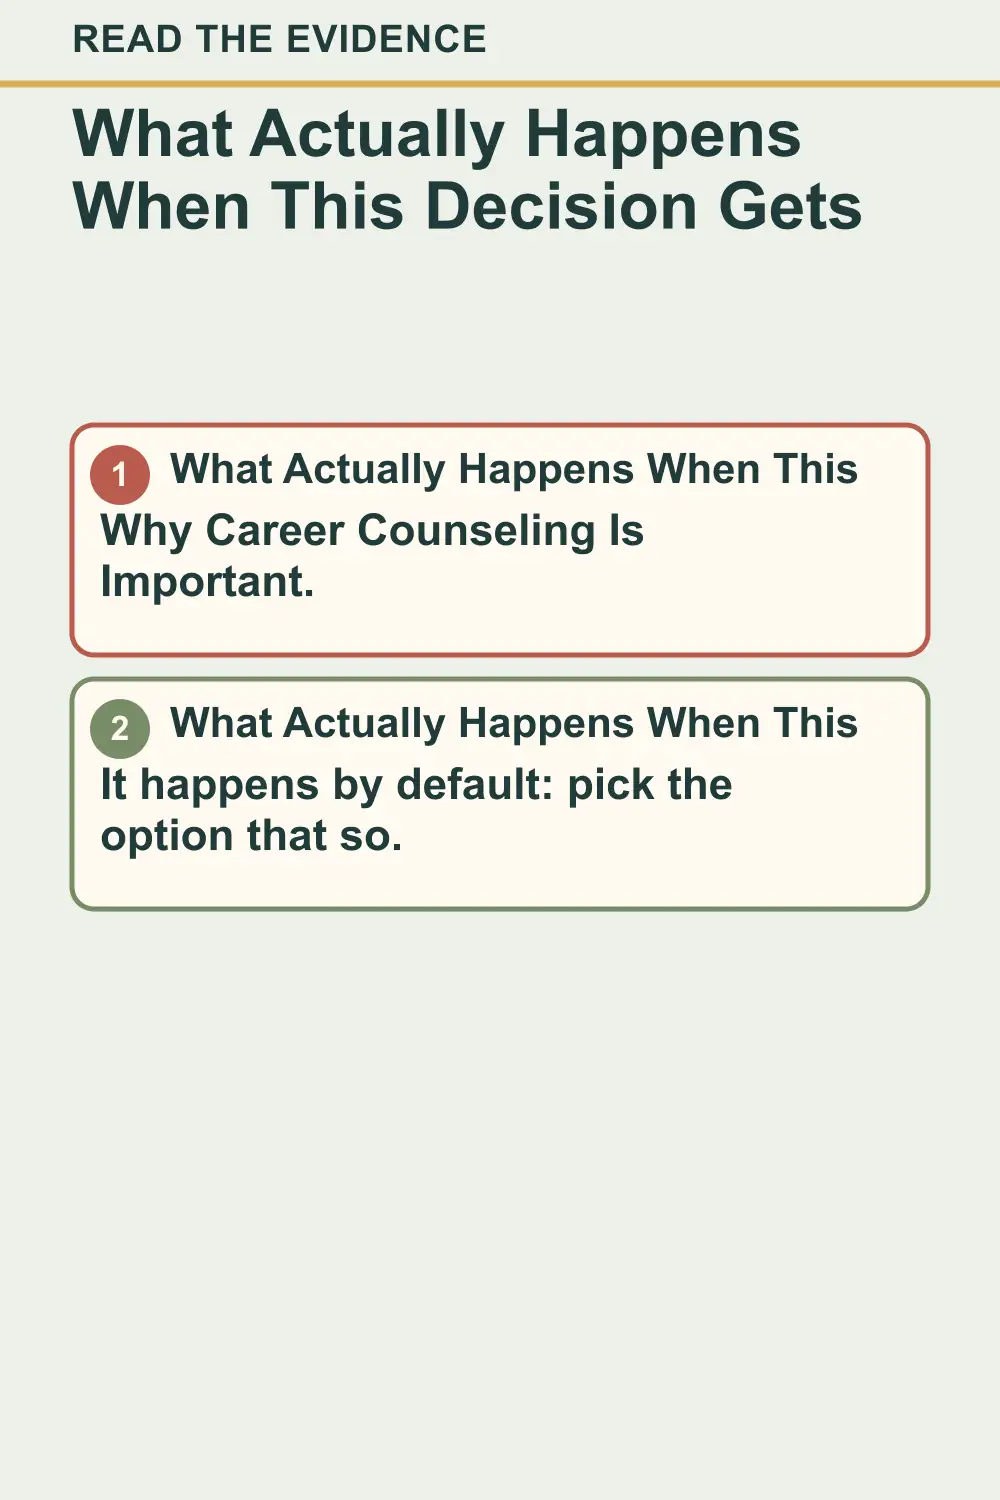 READ THE EVIDENCE
What Actually Happens
When This Decision Gets
1 What Actually Happens When This
Why Career Counseling Is
Important.
2 What Actually Happens When This
It happens by default: pick the
option that so.